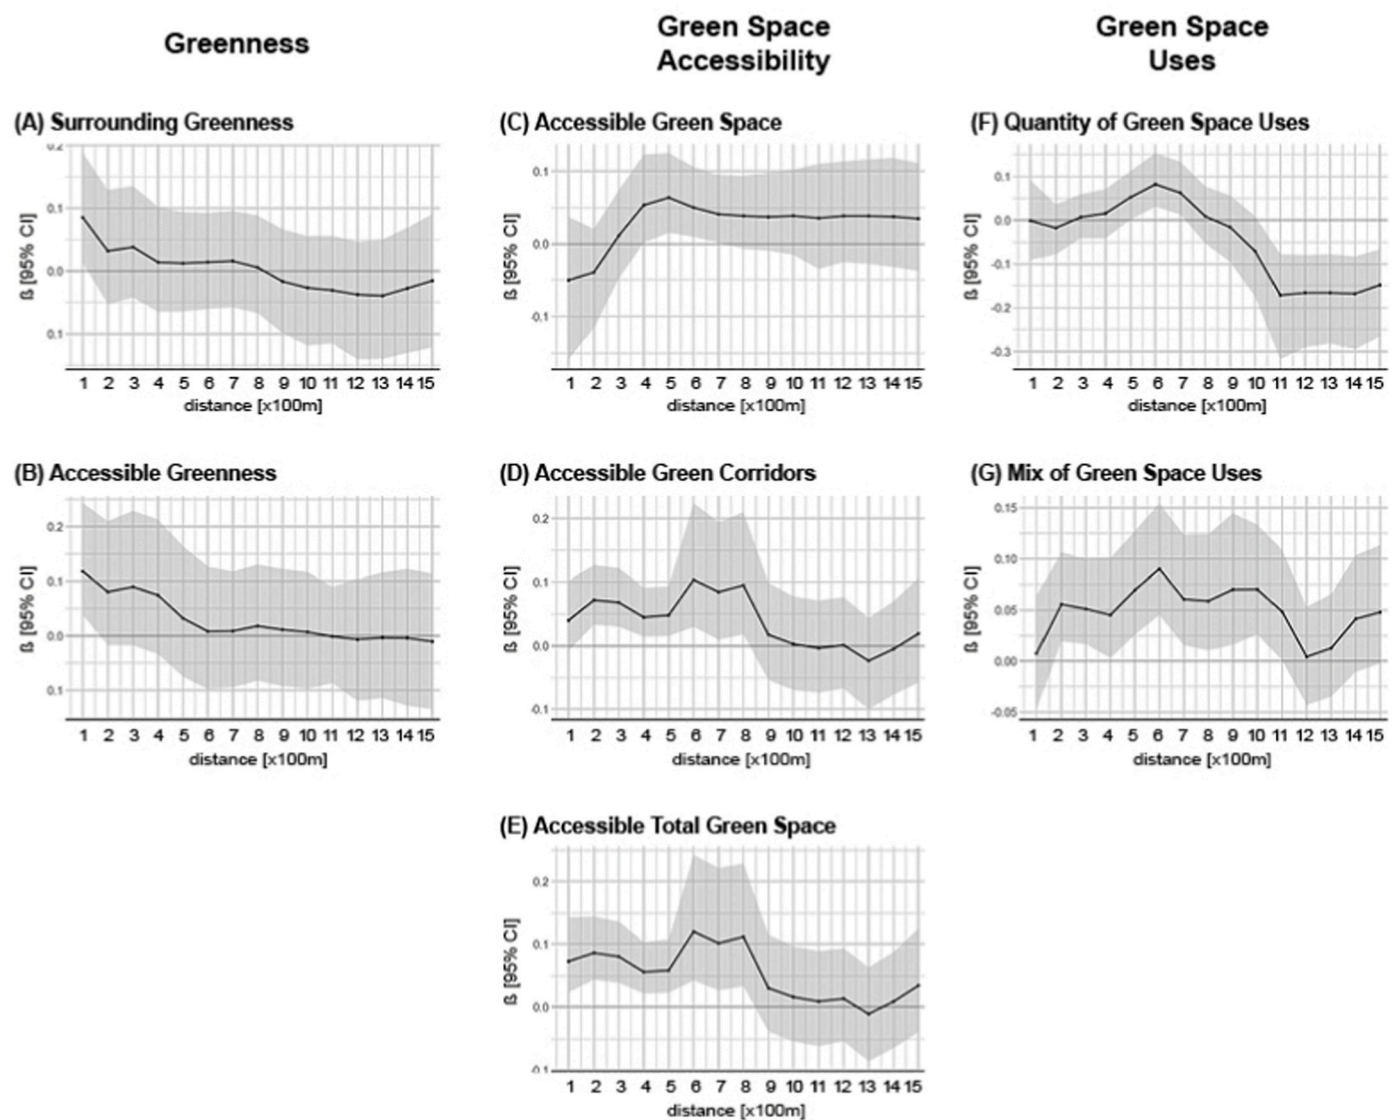 Greenness
Green Space
Accessibility
Green Space
Uses
(A) Surrounding Greenness
0.2
0.1
0.0
0.1
ß [95% CI]
1 2 3 4 5 6 7 8 9 10 11 12 13 14 15
distance [x100m]
(C) Accessible Green Space
0.1
0.0
-0.1
ß [95% CI]
1 2 3 4 5 6 7 8 9 10 11 12 13 14 15
distance [x100m]
(F) Quantity of Green Space Uses
0.1
0.0
-0.1
-0.2
-0.3
ß [95% CI]
1 2 3 4 5 6 7 8 9 10 11 12 13 14 15
distance [x100m]
(B) Accessible Greenness
0.2
0.1
0.0
0.1
ß [95% CI]
1 2 3 4 5 6 7 8 9 10 11 12 13 14 15
distance [x100m]
(D) Accessible Green Corridors
0.2
0.1
0.0
-0.1
ß [95% CI]
1 2 3 4 5 6 7 8 9 10 11 12 13 14 15
distance [x100m]
(G) Mix of Green Space Uses
0.15
0.10
0.05
0.00
-0.05
ß [95% CI]
1 2 3 4 5 6 7 8 9 10 11 12 13 14 15
distance [x100m]
(E) Accessible Total Green Space
0.2
0.1
0.0
-0.1
ß [95% CI]
1 2 3 4 5 6 7 8 9 10 11 12 13 14 15
distance [x100m]